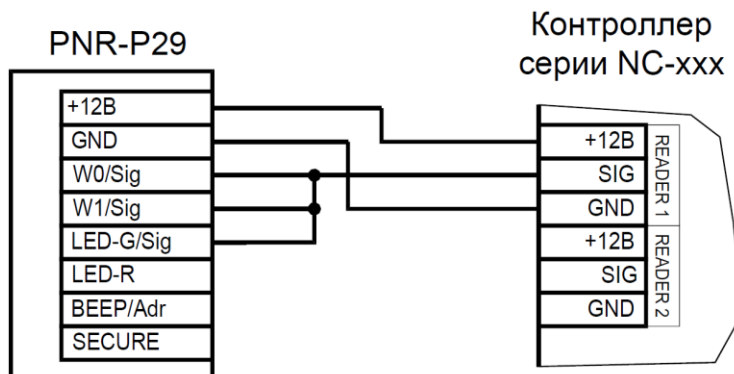 PNR-P29
+12В
GND
W0/Sig
W1/Sig
LED-G/Sig
LED-R
BEEP/Adr
SECURE
Контроллер
серии NC-xxx
+12В
SIG
GND
READER 1
+12В
SIG
GND
READER 2